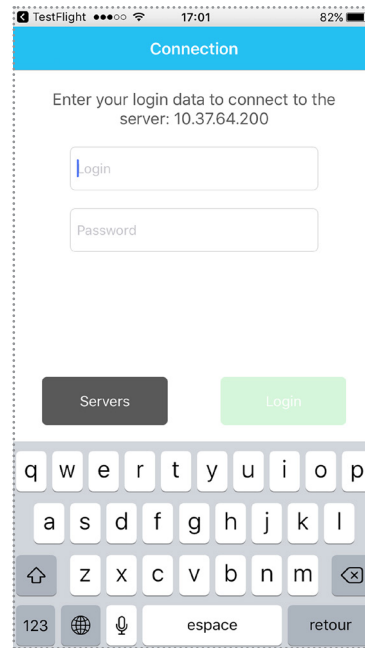 TestFlight 17:01 82%
Connection
Enter your login data to connect to the
server: 10.37.64.200
Login
Password
Servers Login
q w e r t y u i o p
a s d f g h j k l
z x c v b n m
123 espace retour